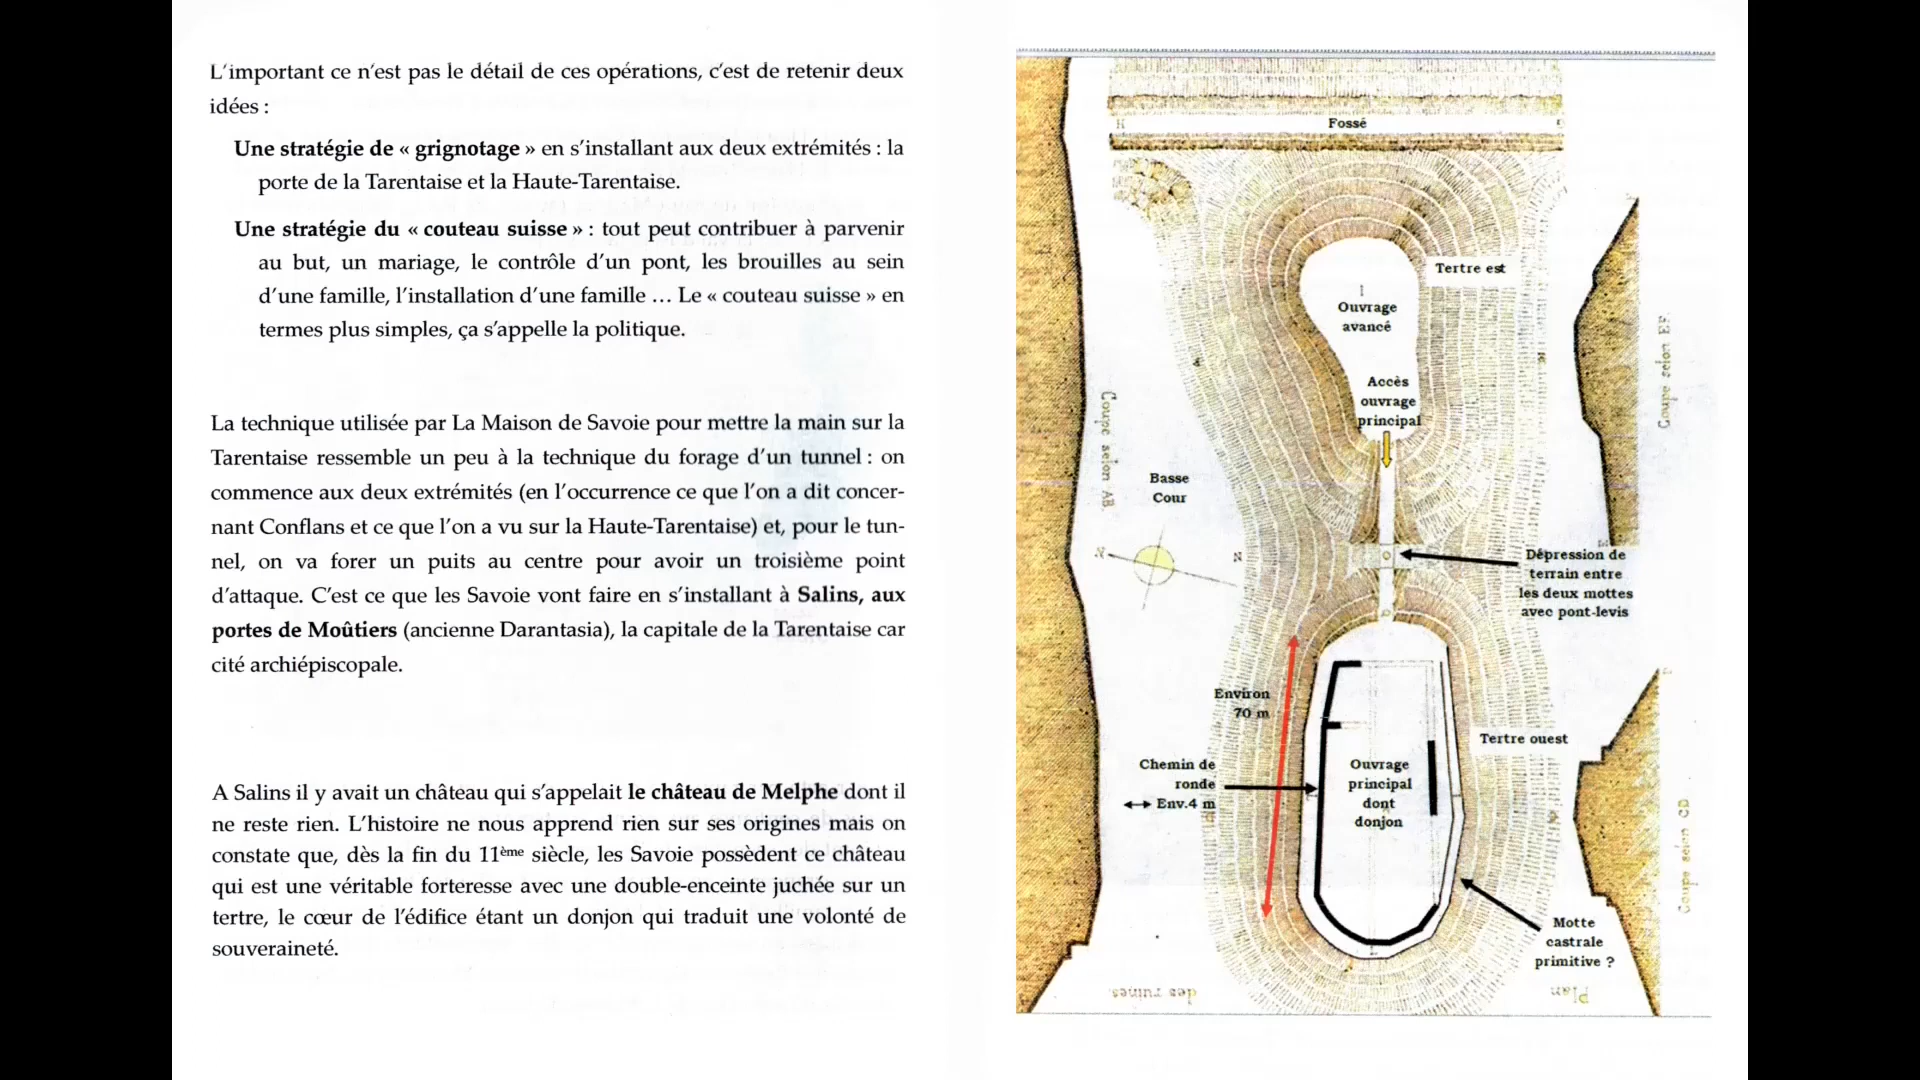 L'important ce n'est pas le détail de ces opérations, c'est de retenir deux
idées :
Une stratégie de « grignotage » en s'installant aux deux extrémités : la
porte de la Tarentaise et la Haute-Tarentaise.
Une stratégie du « couteau suisse » : tout peut contribuer à parvenir
au but, un mariage, le contrôle d'un pont, les brouilles au sein
d'une famille, l'installation d'une famille … Le « couteau suisse » en
termes plus simples, ça s'appelle la politique.
La technique utilisée par La Maison de Savoie pour mettre la main sur la
Tarentaise ressemble un peu à la technique du forage d'un tunnel : on
commence aux deux extrémités (en l'occurrence ce que l'on a dit concer-
nant Conflans et ce que l'on a vu sur la Haute-Tarentaise) et, pour le tun-
nel, on va forer un puits au centre pour avoir un troisième point
d'attaque. C'est ce que les Savoie vont faire en s'installant à Salins, aux
portes de Moûtiers (ancienne Darantasia), la capitale de la Tarentaise car
cité archiépiscopale.
A Salins il y avait un château qui s'appelait le château de Melphe dont il
ne reste rien. L'histoire ne nous apprend rien sur ses origines mais on
constate que, dès la fin du 11ème siècle, les Savoie possèdent ce château
qui est une véritable forteresse avec une double-enceinte juchée sur un
tertre, le cœur de l'édifice étant un donjon qui traduit une volonté de
souveraineté.
H
Fossé
Tertre est
Ouvrage
avancé
Accès
ouvrage
principal
Coupe selon EF.
Coupe selon AB.
Basse
Cour
N
Dépression de
terrain entre
les deux mottes
avec pont-levis
Environ
70 m
Tertre ouest
Chemin de
ronde
Env.4 m
Ouvrage
principal
dont
donjon
Coupe selon CD
Motte
castrale
primitive ?
Plan
des ruines.